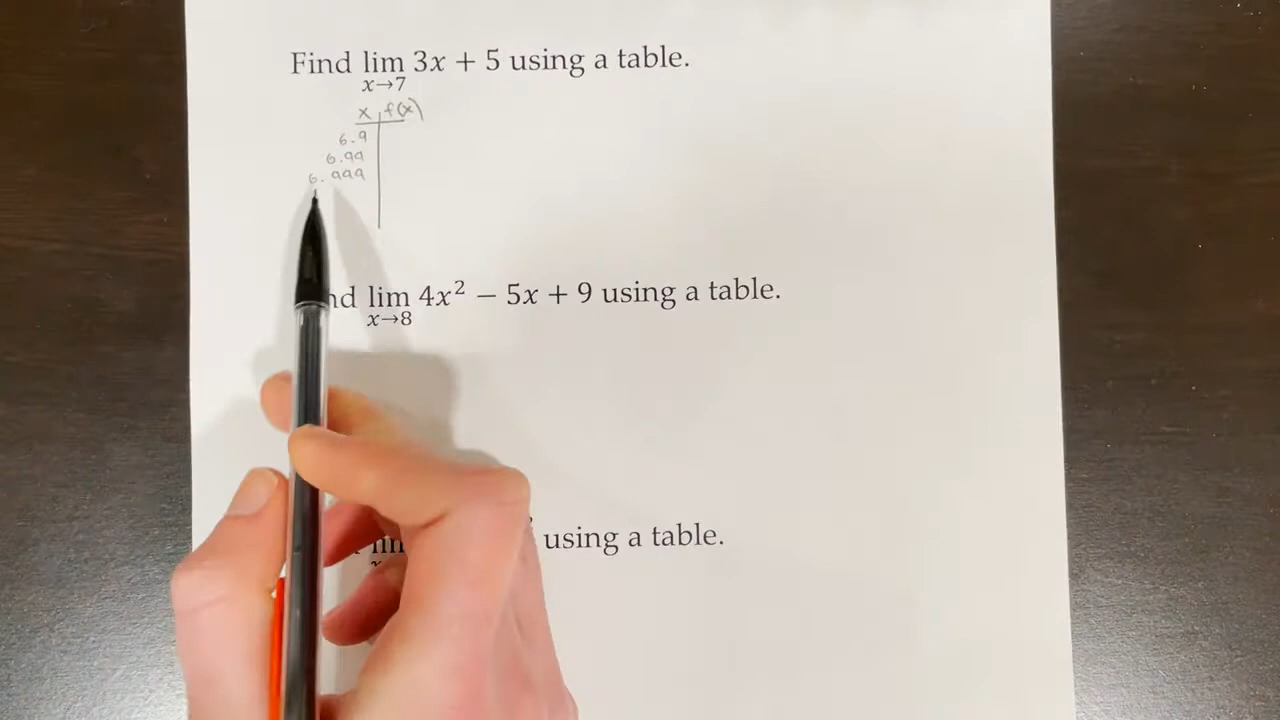 Find lim 3x + 5 using a table.
x→7
x f(x)
6.9
6.99
6.999
lim 4x² − 5x + 9 using a table.
x→8
using a table.